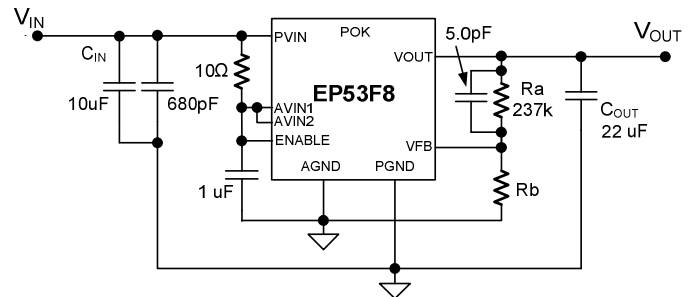 VIN
CIN
10uF
680pF
10Ω
1 uF
PVIN
POK
VOUT
EP53F8
AVIN1
AVIN2
ENABLE
VFB
AGND
PGND
5.0pF
Ra
237k
Rb
VOUT
COUT
22 uF